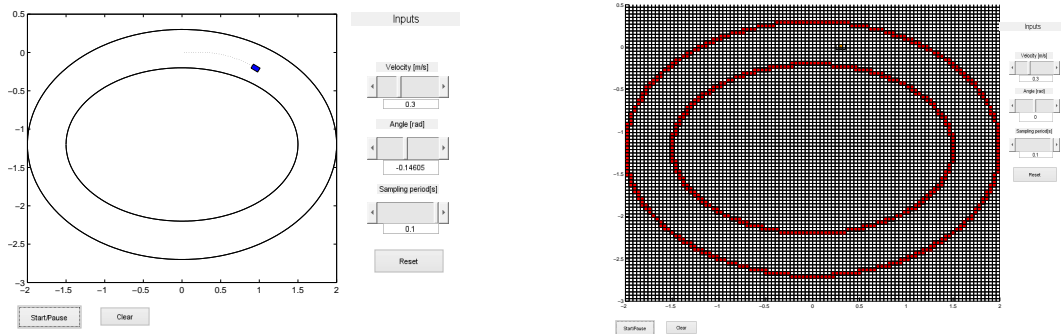 0.5
0
−0.5
−1
−1.5
−2
−2.5
−3
−2
−1.5
−1
−0.5
0
0.5
1
1.5
2
Start/Pause
Clear
Inputs
Velocity [m/s]
0.3
Angle [rad]
-0.14605
Sampling period[s]
0.1
Reset
0.5
0
−0.5
−1
−1.5
−2
−2.5
−3
−2
−1.5
−1
−0.5
0
0.5
1
1.5
2
Start/Pause
Clear
Inputs
Velocity [m/s]
0.3
Angle [rad]
0
Sampling period[s]
0.1
Reset